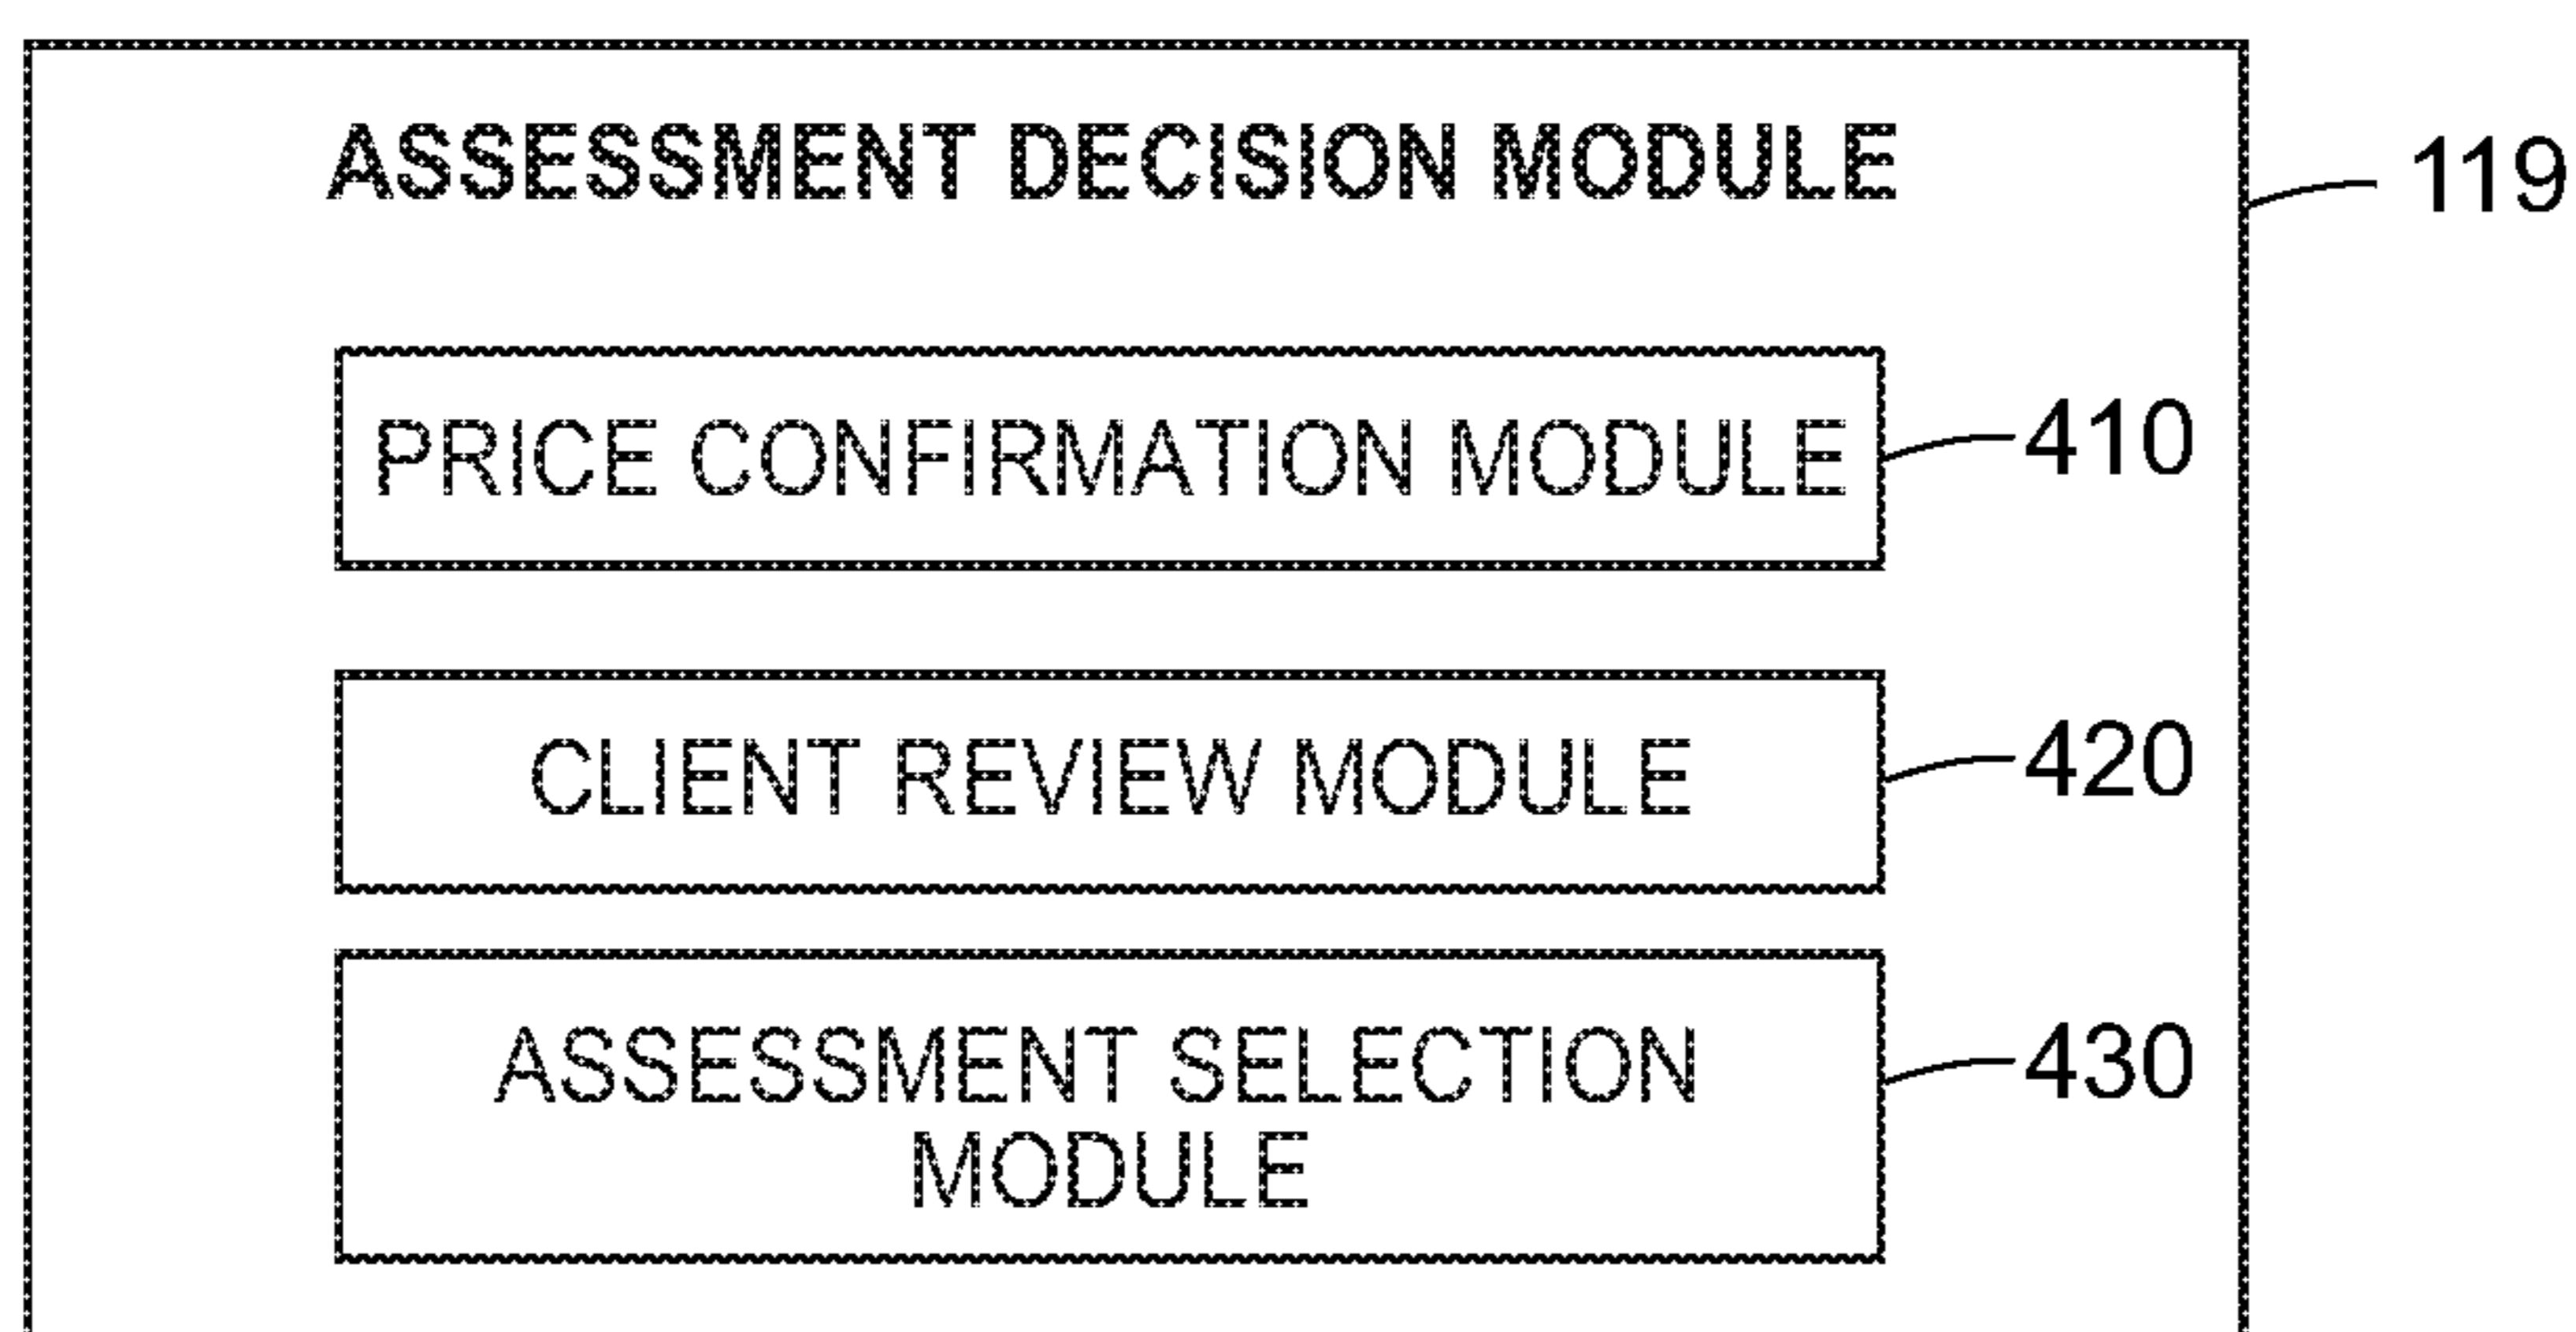 ASSESSMENT DECISION MODULE
119
PRICE CONFIRMATION MODULE
410
CLIENT REVIEW MODULE
420
ASSESSMENT SELECTION
MODULE
430